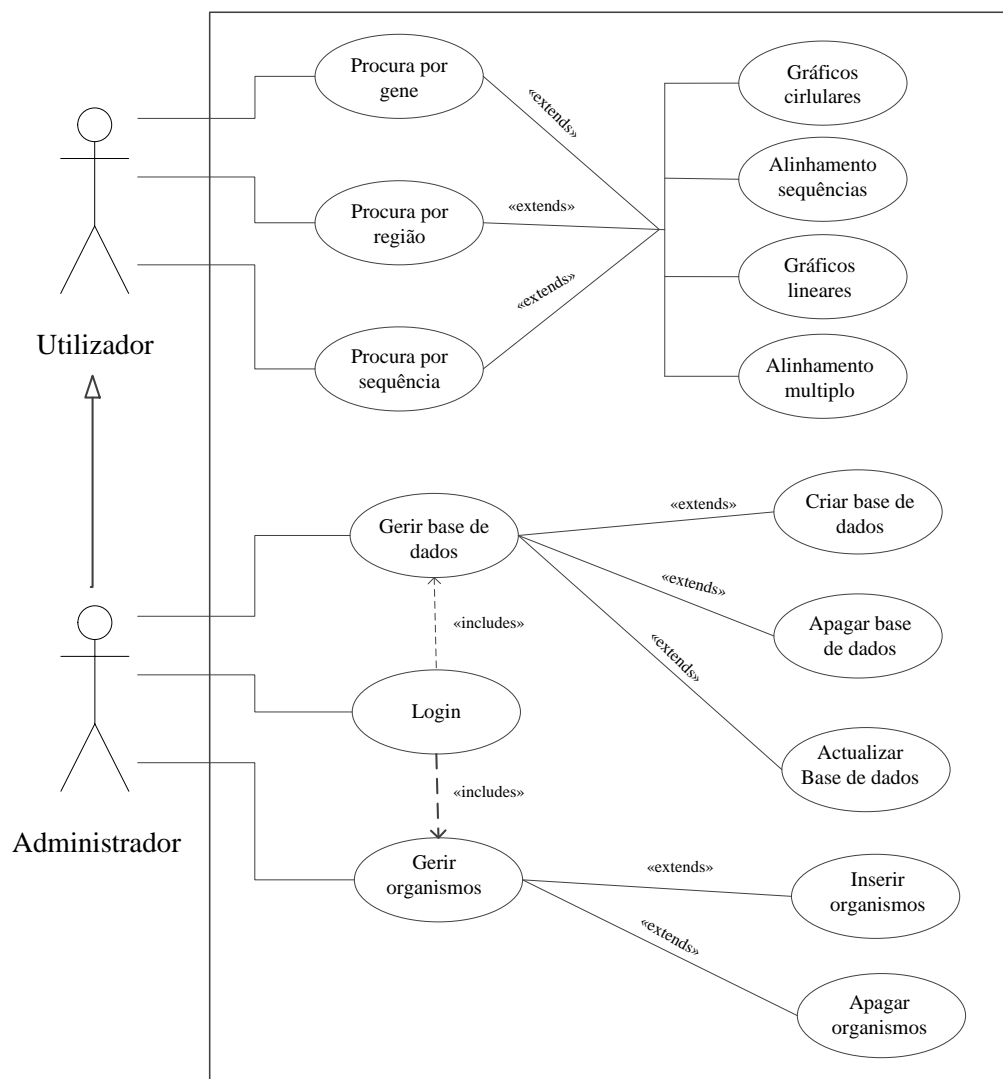 Procura por
gene
«extends»
Gráficos
cirlulares
Alinhamento
sequências
Procura por
região
«extends»
Gráficos
lineares
«extends»
Utilizador
Procura por
sequência
Alinhamento
multiplo
Gerir base de
dados
«extends»
Criar base de
dados
«extends»
Apagar base
de dados
«includes»
«extends»
Login
Actualizar
Base de dados
«includes»
Administrador
Gerir
organismos
«extends»
Inserir
organismos
«extends»
Apagar
organismos